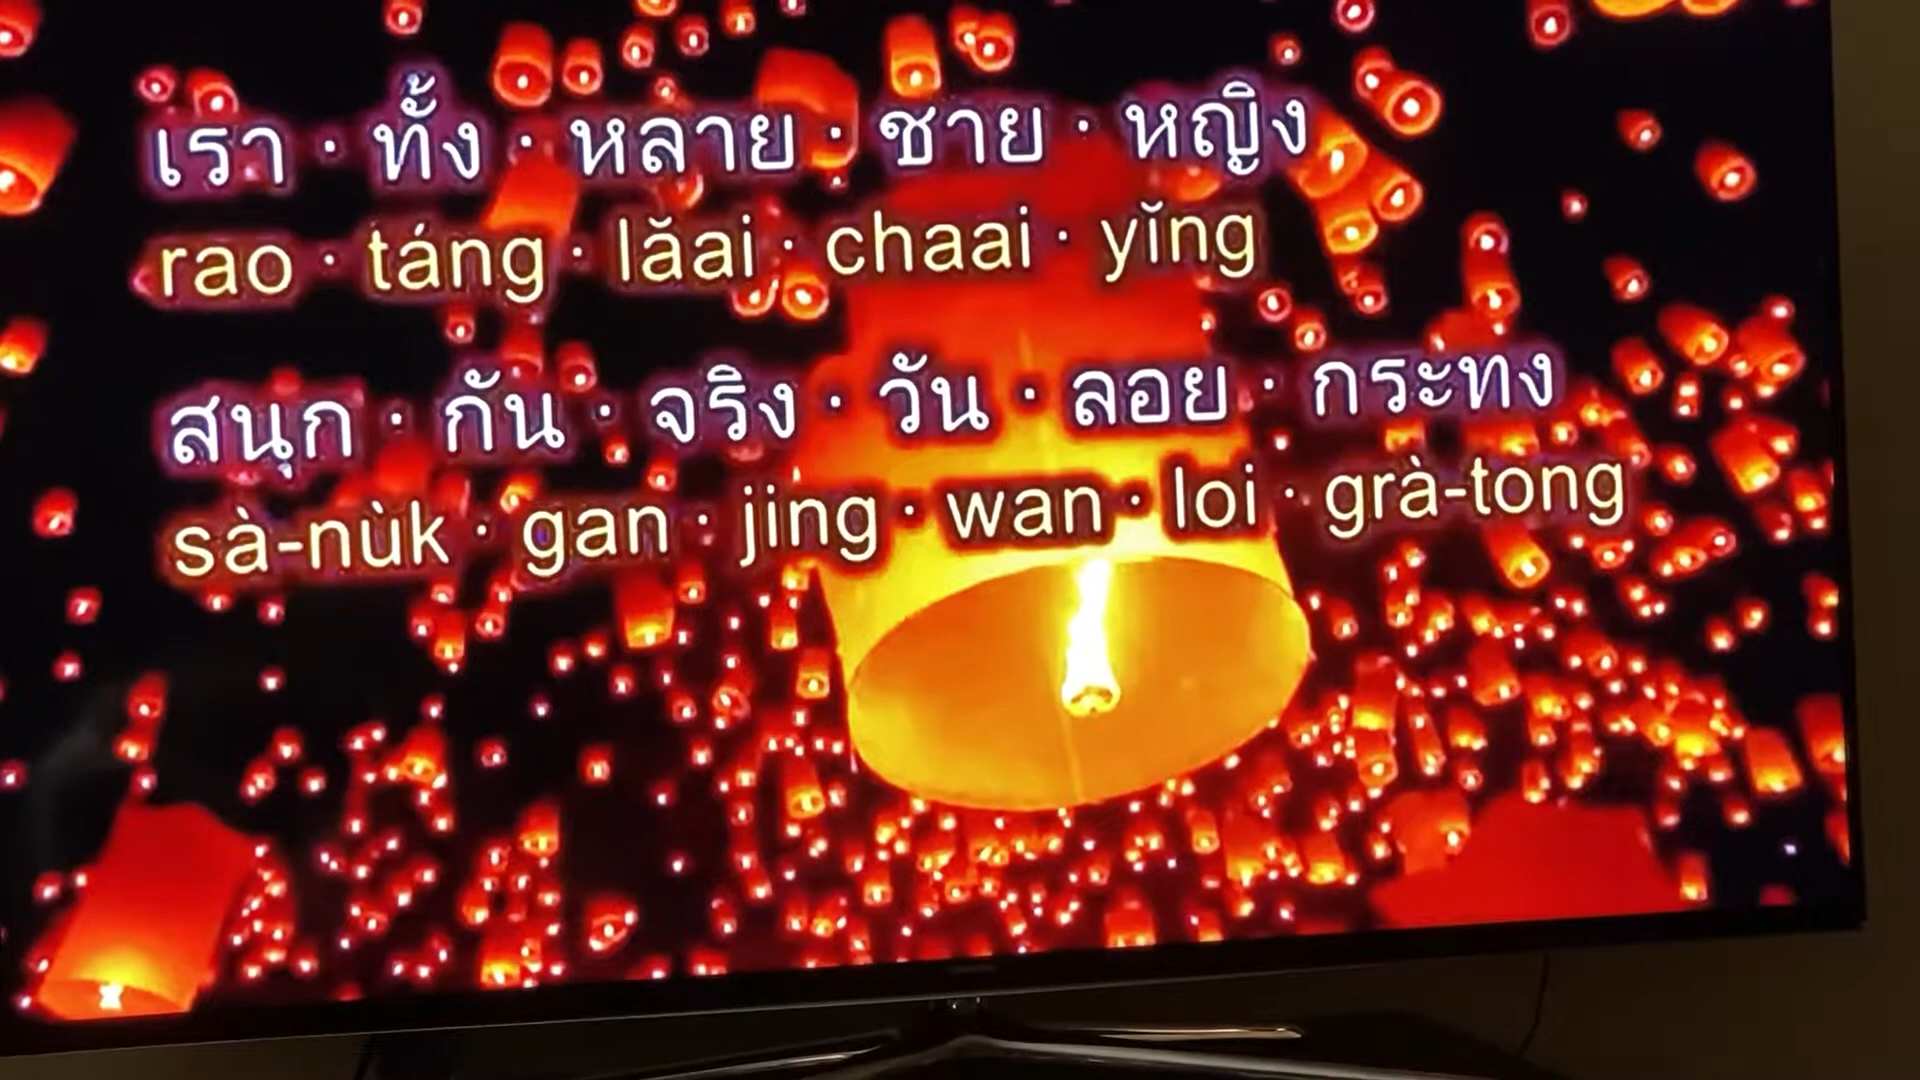 เรา · ทั้ง · หลาย · ชาย · หญิง
rao · táng · lăai · chaai · yĭng
สนุก · กัน · จริง · วัน · ลอย · กระทง
sà-nùk · gan · jing · wan · loi · grà-tong